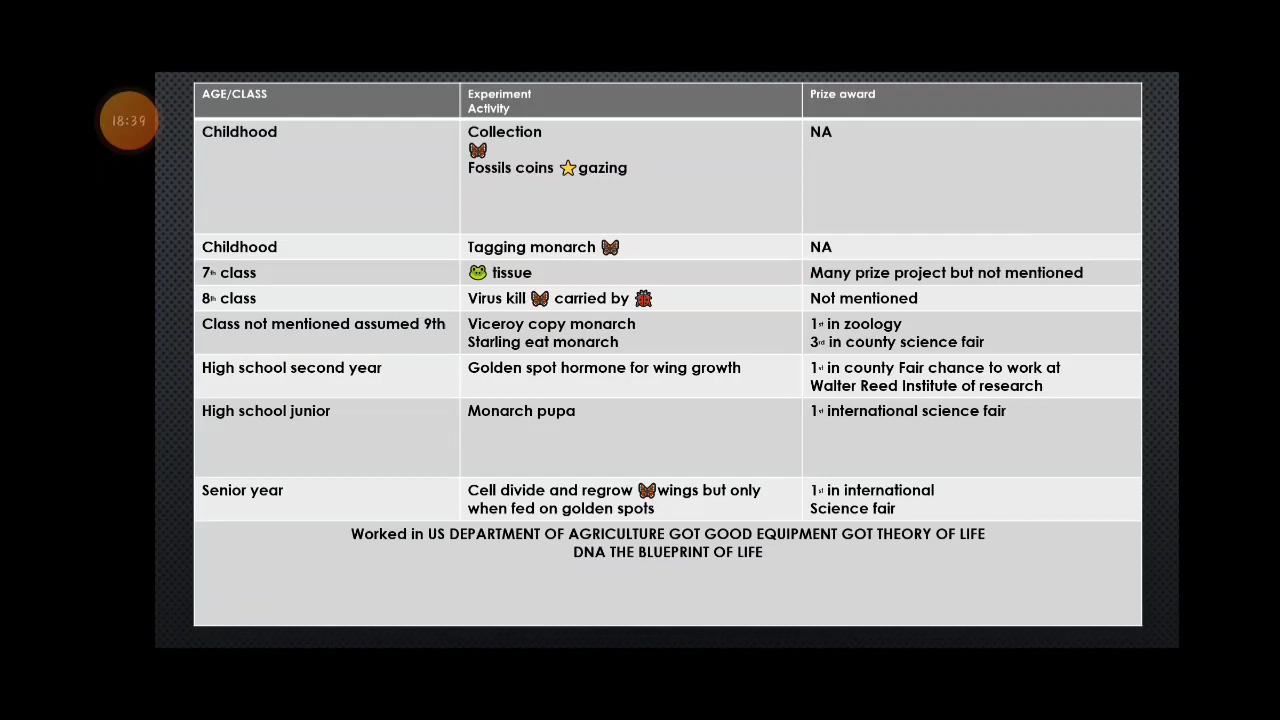 18:39
AGE/CLASS
Experiment
Activity
Prize award
Childhood
Collection
🦋
Fossils coins ⭐gazing
NA
Childhood
Tagging monarch 🦋
NA
7th class
🐸 tissue
Many prize project but not mentioned
8th class
Virus kill 🦋 carried by 🐞
Not mentioned
Class not mentioned assumed 9th
Viceroy copy monarch
Starling eat monarch
1st in zoology
3rd in county science fair
High school second year
Golden spot hormone for wing growth
1st in county Fair chance to work at
Walter Reed Institute of research
High school junior
Monarch pupa
1st international science fair
Senior year
Cell divide and regrow 🦋wings but only
when fed on golden spots
1st in international
Science fair
Worked in US DEPARTMENT OF AGRICULTURE GOT GOOD EQUIPMENT GOT THEORY OF LIFE
DNA THE BLUEPRINT OF LIFE